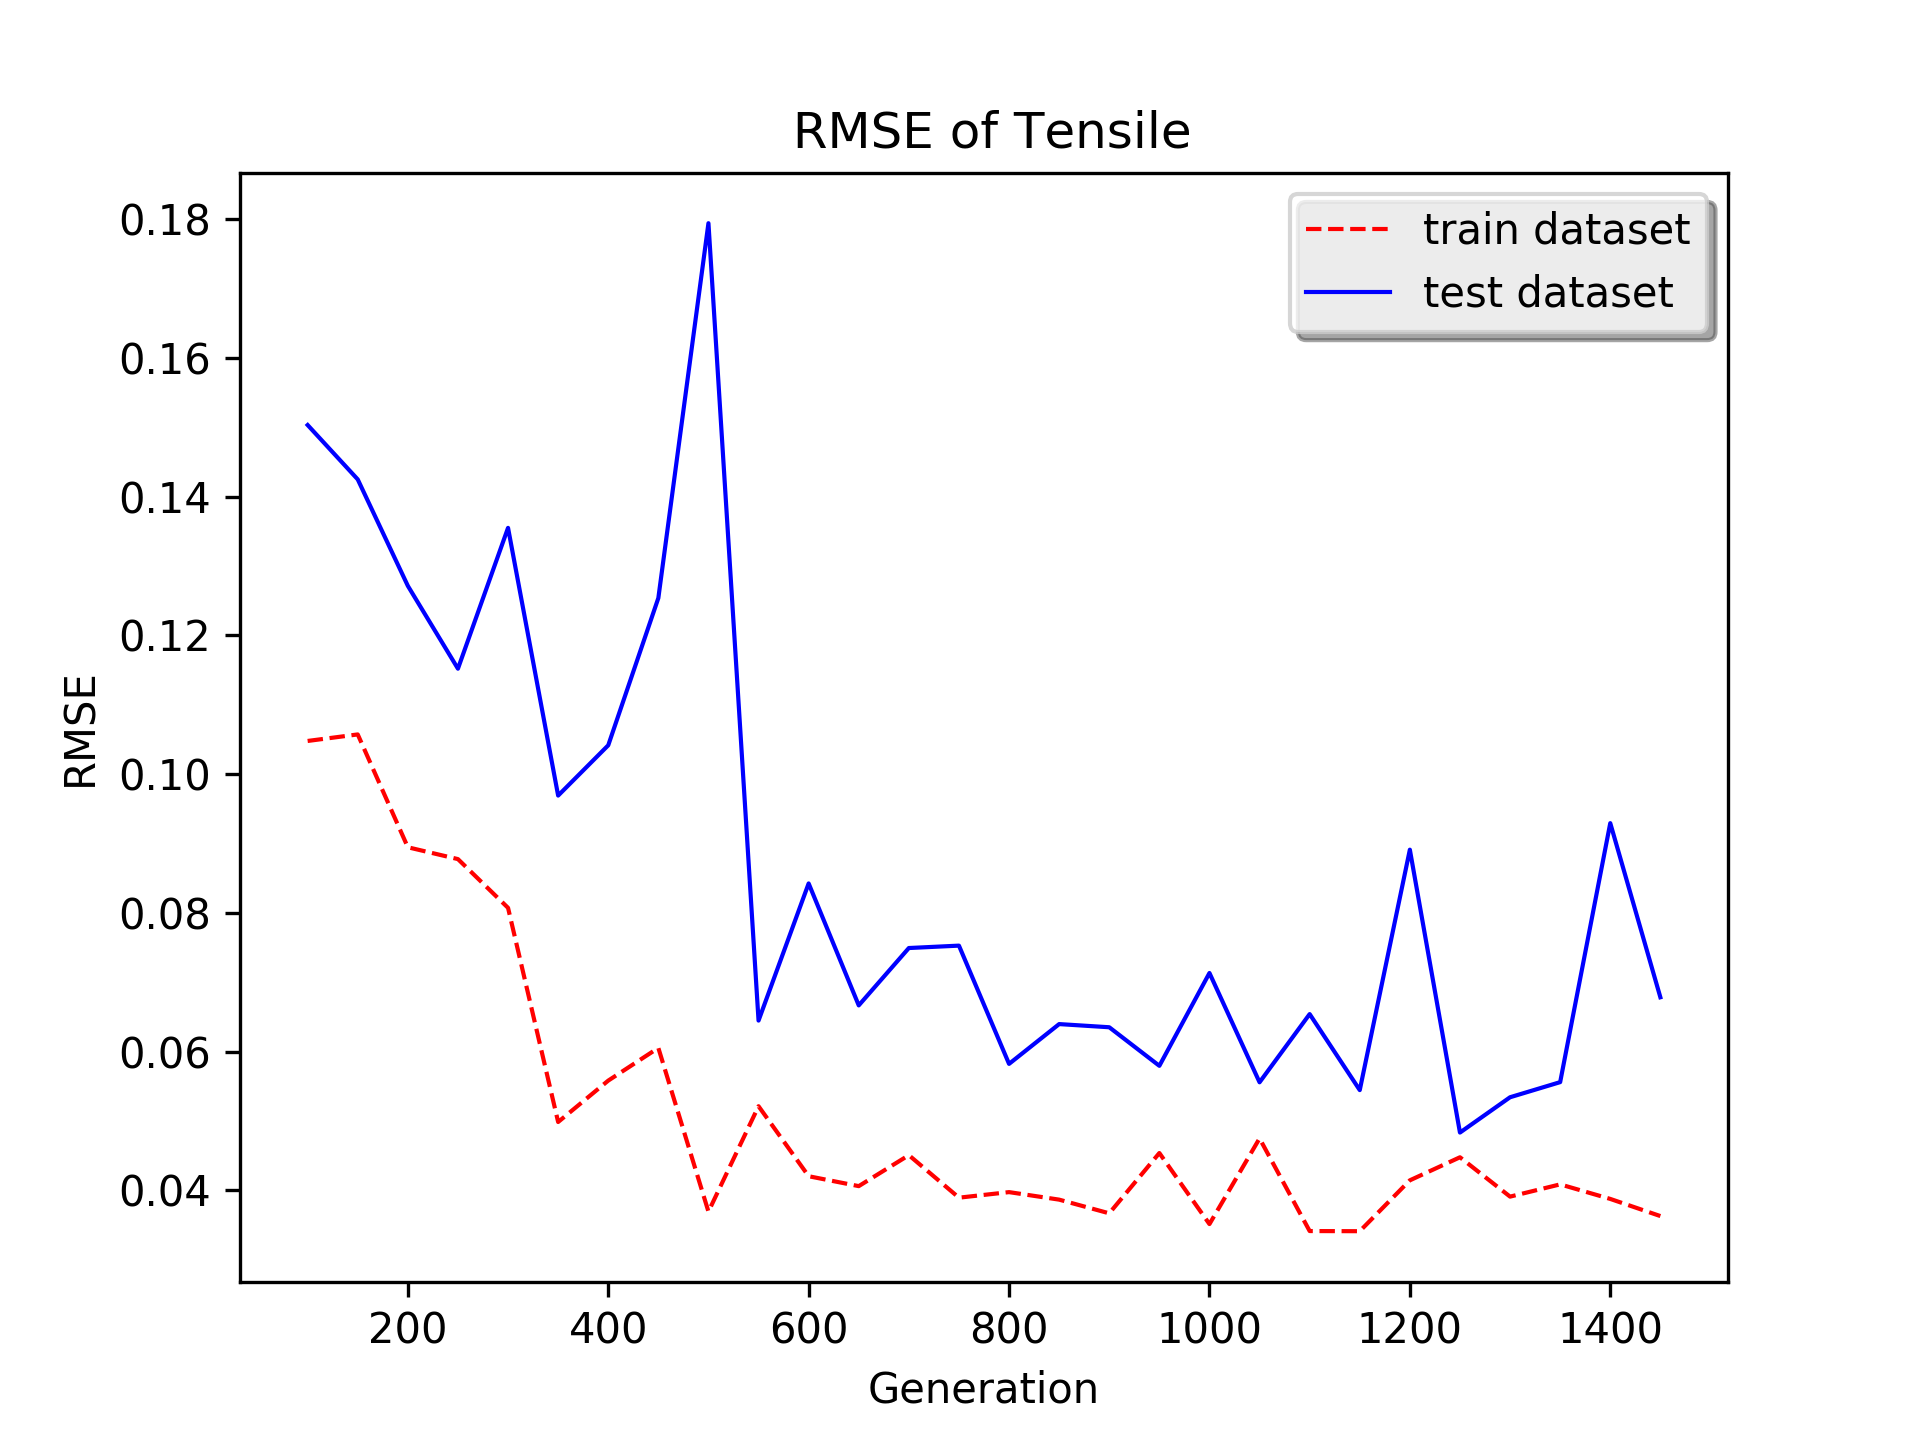 RMSE of Tensile
train dataset
test dataset
0.18
0.16
0.14
0.12
0.10
0.08
0.06
0.04
RMSE
200 400 600 800 1000 1200 1400
Generation